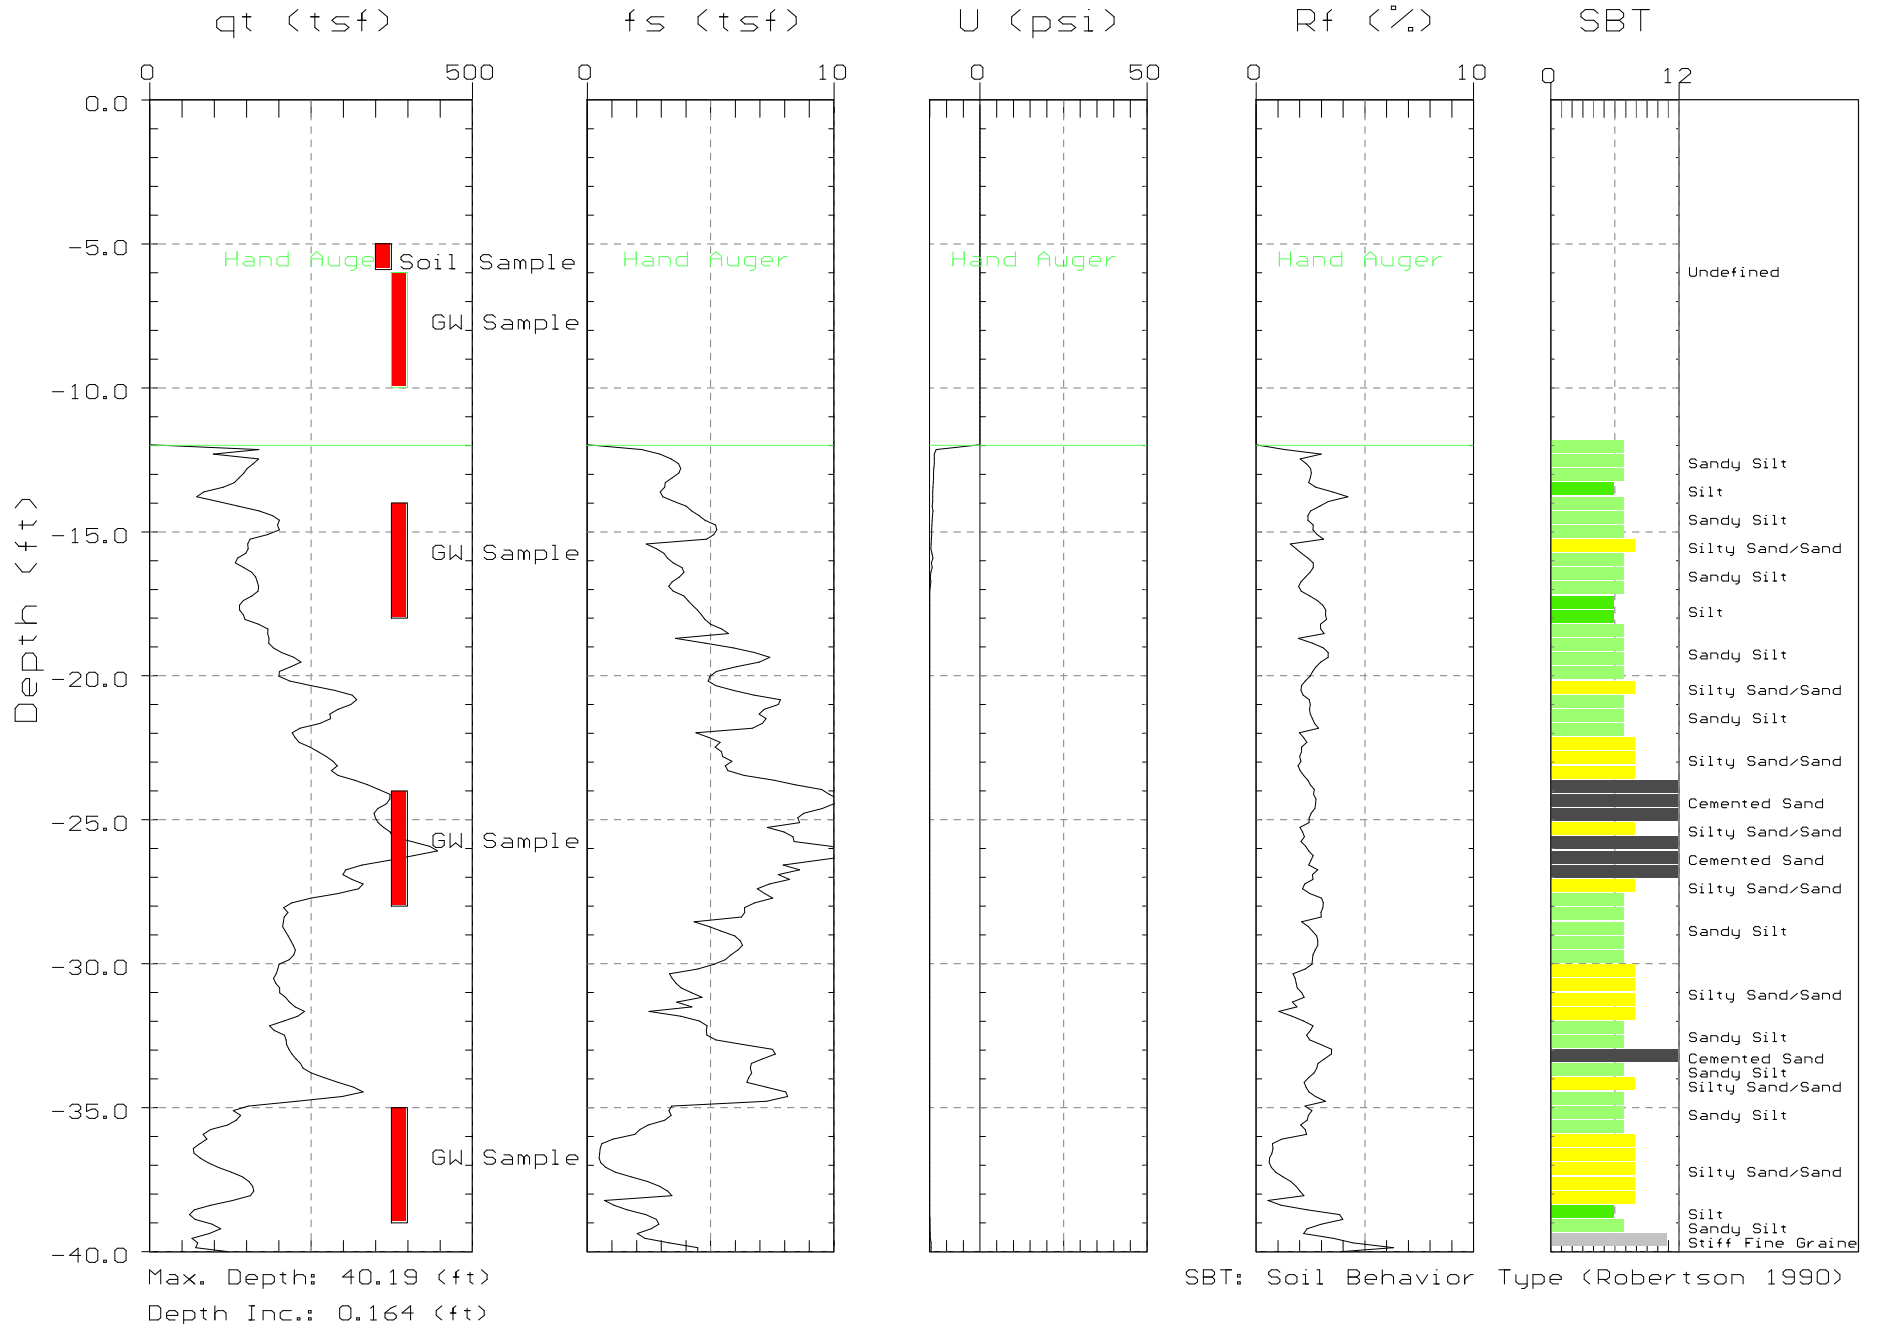 qt (tsf) fs (tsf) U (psi) Rf (%) SBT
0 500 0 10 0 50 0 10 0 12
0.0
-5.0
Hand Auge Soil Sample Hand Auger Hand Auger Hand Auger
Undefined
GW Sample
-10.0
Sandy Silt
Silt
Sandy Silt
-15.0
Silty Sand/Sand
GW Sample
Sandy Silt
Silt
Depth (ft)
Sandy Silt
-20.0
Silty Sand/Sand
Sandy Silt
Silty Sand/Sand
Cemented Sand
-25.0
Silty Sand/Sand
GW Sample
Cemented Sand
Silty Sand/Sand
Sandy Silt
-30.0
Silty Sand/Sand
Sandy Silt
Cemented Sand
Sandy Silt
Silty Sand/Sand
-35.0
Sandy Silt
GW Sample
Silty Sand/Sand
Silt
Sandy Silt
Stiff Fine Graine
-40.0
Max. Depth: 40.19 (ft)
SBT: Soil Behavior Type (Robertson 1990)
Depth Inc.: 0.164 (ft)